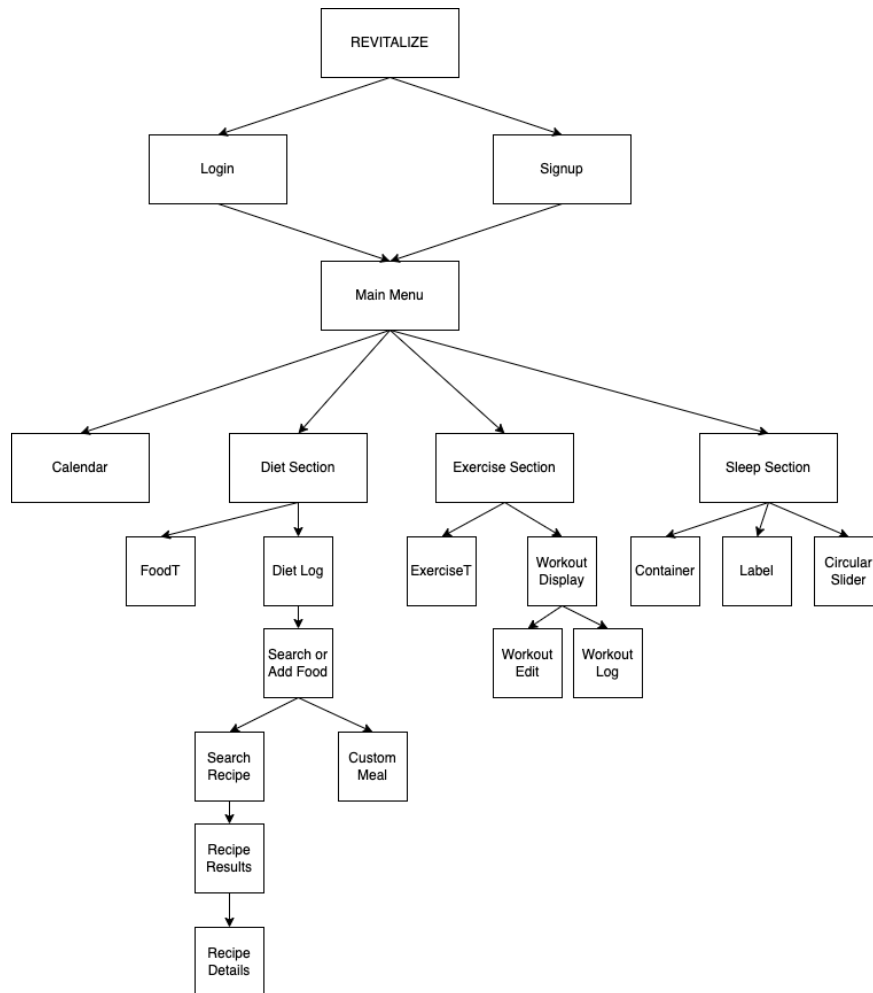 REVITALIZE
Login
Signup
Main Menu
Calendar
Diet Section
Exercise Section
Sleep Section
FoodT
Diet Log
ExerciseT
Workout
Display
Container
Label
Circular
Slider
Search or
Add Food
Workout
Edit
Workout
Log
Search
Recipe
Custom
Meal
Recipe
Results
Recipe
Details